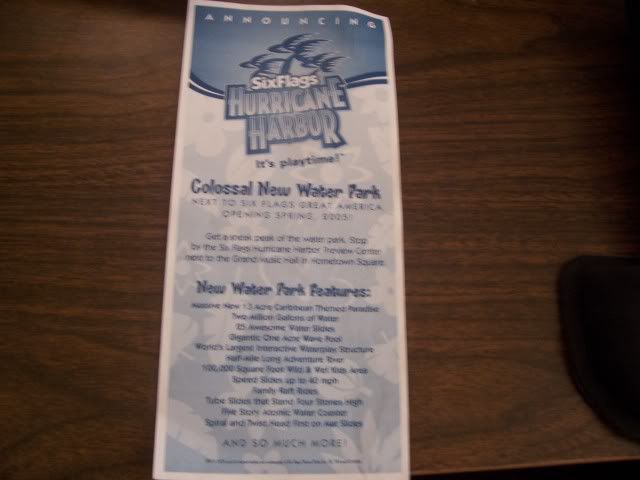 ANNOUNCING
SixFlags
HURRICANE
HARBOR
It's playtime!™
Colossal New Water Park
NEXT TO SIX FLAGS GREAT AMERICA
OPENING SPRING, 2005!
Get a sneak peak of the water park. Stop
by the Six Flags Hurricane Harbor Preview Center
next to the Grand Music Hall in Hometown Square.
New Water Park Features:
Massive New 13 Acre Caribbean Themed Paradise
Two Million Gallons of Water
25 Awesome Water Slides
Gigantic One Acre Wave Pool
World's Largest Interactive Waterplay Structure
Half-Mile Long Adventure River
100,000 Square Foot Wild & Wet Kids Area
Speed Slides up to 40 mph
Family Raft Rides
Tube Slides that Stand Four Stories High
Five Story Atomic Water Coaster
Spiral and Twist Head First on Mat Slides
AND SO MUCH MORE!